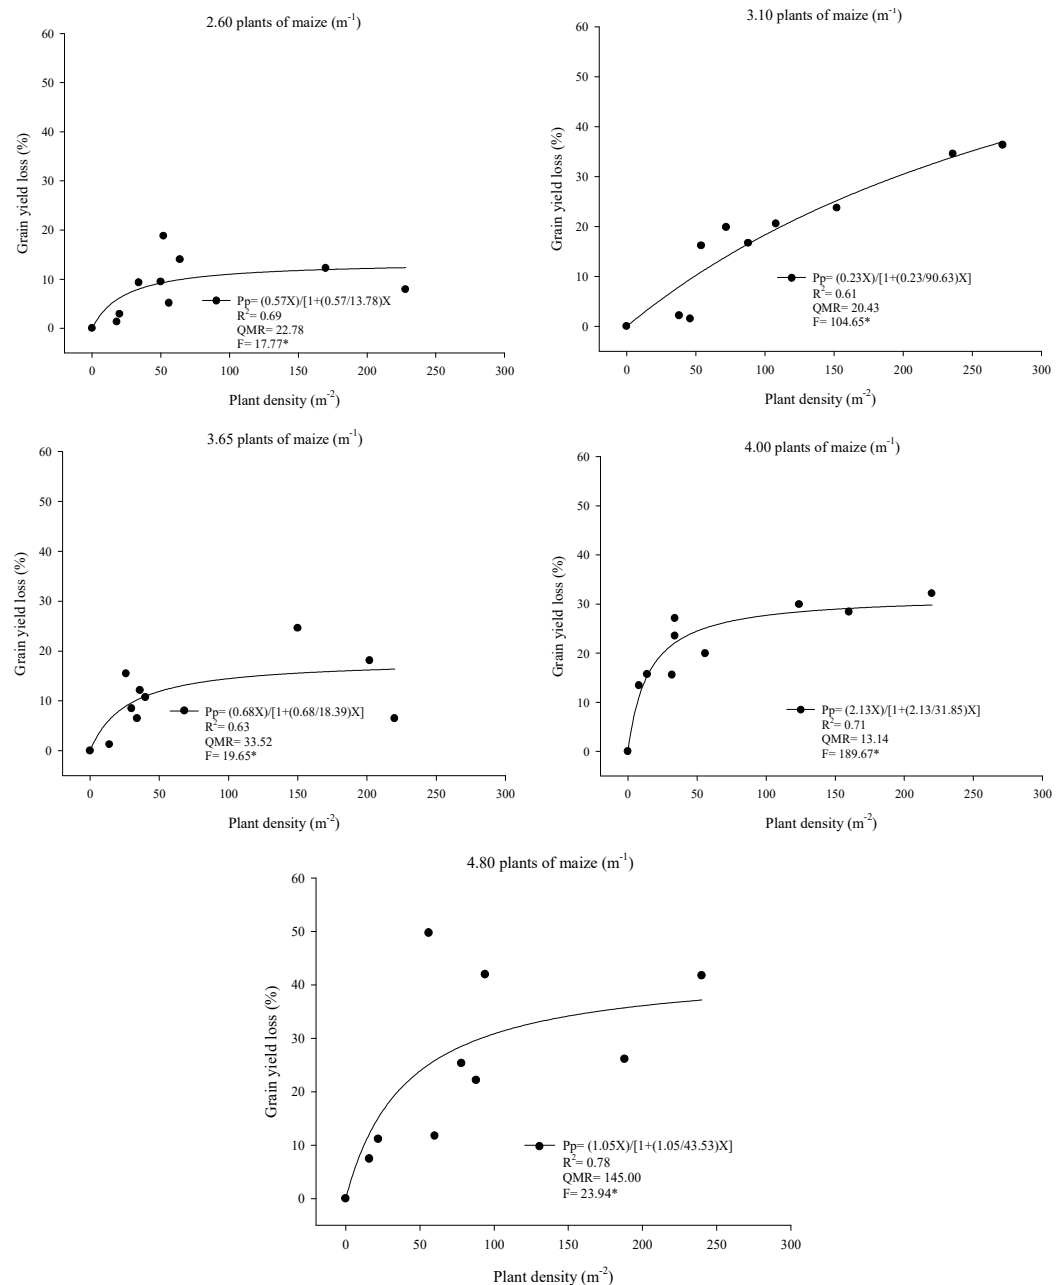 2.60 plants of maize (m-1)
60
50
40
30
20
10
0
Grain yield loss (%)
Pp= (0.57X)/[1+(0.57/13.78)X
R2= 0.69
QMR= 22.78
F= 17.77*
0 50 100 150 200 250 300
Plant density (m-2)
3.10 plants of maize (m-1)
60
50
40
30
20
10
0
Grain yield loss (%)
Pp= (0.23X)/[1+(0.23/90.63)X]
R2= 0.61
QMR= 20.43
F= 104.65*
0 50 100 150 200 250 300
Plant density (m-2)
3.65 plants of maize (m-1)
60
50
40
30
20
10
0
Grain yield loss (%)
Pp= (0.68X)/[1+(0.68/18.39)X]
R2= 0.63
QMR= 33.52
F= 19.65*
0 50 100 150 200 250 300
Plant density (m-2)
4.00 plants of maize (m-1)
60
50
40
30
20
10
0
Grain yield loss (%)
Pp= (2.13X)/[1+(2.13/31.85)X]
R2= 0.71
QMR= 13.14
F= 189.67*
0 50 100 150 200 250 300
Plant density (m-2)
4.80 plants of maize (m-1)
60
50
40
30
20
10
0
Grain yield loss (%)
Pp= (1.05X)/[1+(1.05/43.53)X]
R2= 0.78
QMR= 145.00
F= 23.94*
0 50 100 150 200 250 300
Plant density (m-2)